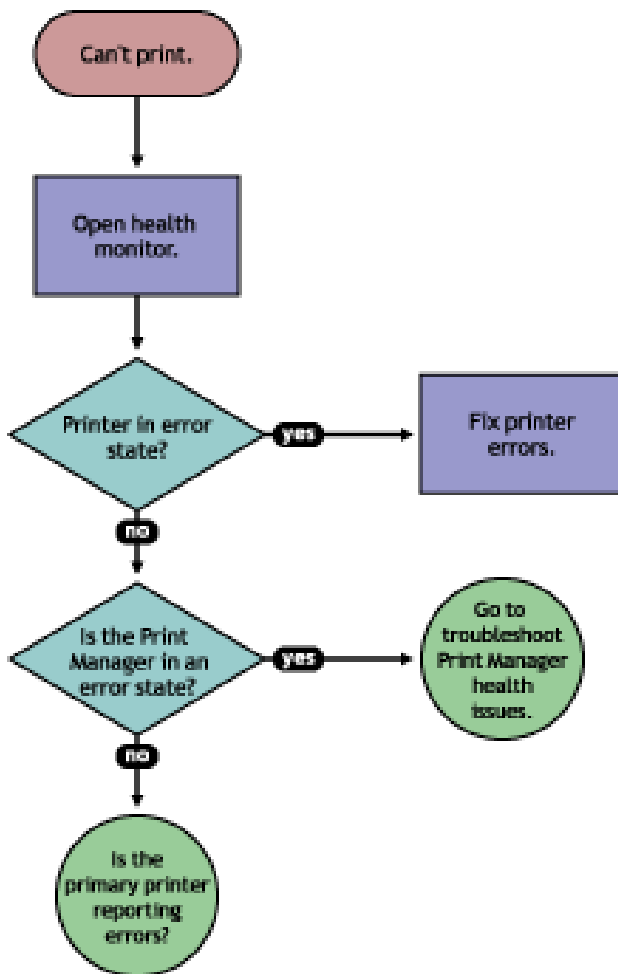 Can't print.
Open health
monitor.
Printer in error
state?
yes
Fix printer
errors.
no
Is the Print
Manager in an
error state?
yes
Go to
troubleshoot
Print Manager
health
issues.
no
Is the
primary printer
reporting
errors?